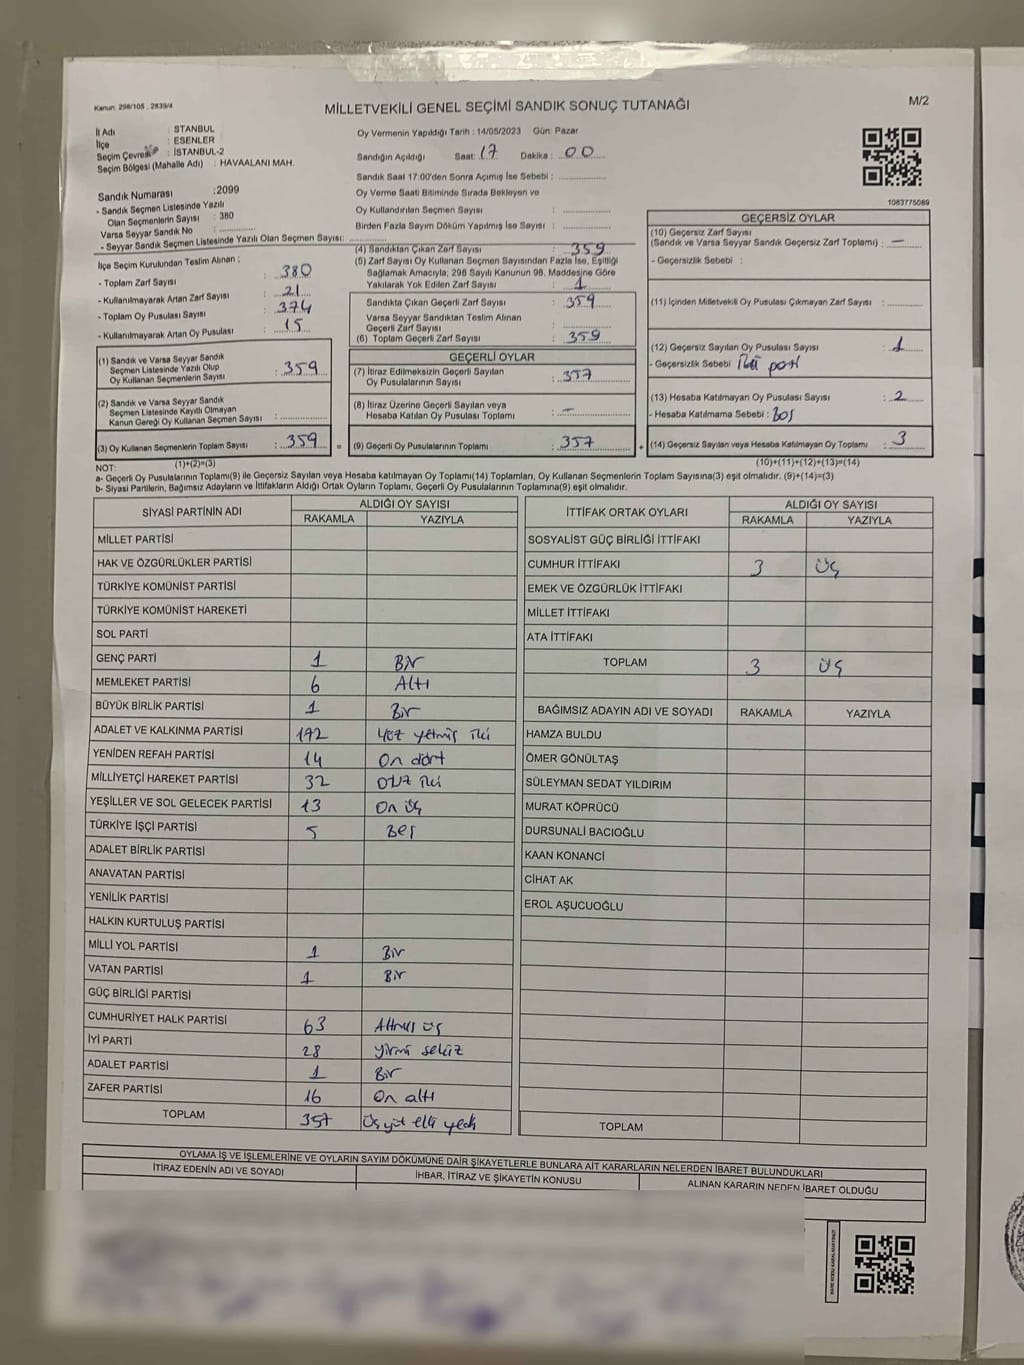 Kanun: 298/105 , 2839/4
M/2
MİLLETVEKİLİ GENEL SEÇİMİ SANDIK SONUÇ TUTANAĞI
İl Adı : STANBUL
İlçe : ESENLER
Seçim Çevresi : İSTANBUL-2
Seçim Bölgesi (Mahalle Adı) : HAVAALANI MAH.
Sandık Numarası :2099
- Sandık Seçmen Listesinde Yazılı
Olan Seçmenlerin Sayısı : 380
Varsa Seyyar Sandık No :
- Seyyar Sandık Seçmen Listesinde Yazılı Olan Seçmen Sayısı:
İlçe Seçim Kurulundan Teslim Alınan ;
- Toplam Zarf Sayısı : 380
- Kullanılmayarak Artan Zarf Sayısı : 21
- Toplam Oy Pusulası Sayısı : 374
- Kullanılmayarak Artan Oy Pusulası : 15
(1) Sandık ve Varsa Seyyar Sandık
Seçmen Listesinde Yazılı Olup
Oy Kullanan Seçmenlerin Sayısı : 359
(2) Sandık ve Varsa Seyyar Sandık
Seçmen Listesinde Kayıtlı Olmayan
Kanun Gereği Oy Kullanan Seçmen Sayısı :
(3) Oy Kullanan Seçmenlerin Toplam Sayısı : 359 =
(1)+(2)=(3)
Oy Vermenin Yapıldığı Tarih : 14/05/2023 Gün: Pazar
Sandığın Açıldığı Saat: 17 Dakika : 00
Sandık Saat 17:00'den Sonra Açımış İse Sebebi :
Oy Verme Saati Bitiminde Sırada Bekleyen ve
Oy Kullandırılan Seçmen Sayısı :
Birden Fazla Sayım Döküm Yapılmış İse Sayısı :
(4) Sandıktan Çıkan Zarf Sayısı : 359
(5) Zarf Sayısı Oy Kullanan Seçmen Sayısından Fazla İse, Eşitliği
Sağlamak Amacıyla, 298 Sayılı Kanunun 98. Maddesine Göre
Yakılarak Yok Edilen Zarf Sayısı : 1
Sandıkta Çıkan Geçerli Zarf Sayısı : 359
Varsa Seyyar Sandıktan Teslim Alınan
Geçerli Zarf Sayısı :
(6) Toplam Geçerli Zarf Sayısı : 359
GEÇERLİ OYLAR
(7) İtiraz Edilmeksizin Geçerli Sayılan
Oy Pusulalarının Sayısı : 357
(8) İtiraz Üzerine Geçerli Sayılan veya
Hesaba Katılan Oy Pusulası Toplamı : –
(9) Geçerli Oy Pusulalarının Toplamı : 357 +
1083775069
GEÇERSİZ OYLAR
(10) Geçersiz Zarf Sayısı
(Sandık ve Varsa Seyyar Sandık Geçersiz Zarf Toplamı) : –
- Geçersizlik Sebebi :
(11) İçinden Milletvekili Oy Pusulası Çıkmayan Zarf Sayısı :
(12) Geçersiz Sayılan Oy Pusulası Sayısı : 1
- Geçersizlik Sebebi İki parti
(13) Hesaba Katılmayan Oy Pusulası Sayısı : 2
- Hesaba Katılmama Sebebi : Boş
(14) Geçersiz Sayılan veya Hesaba Katılmayan Oy Toplamı : 3
(10)+(11)+(12)+(13)=(14)
NOT:
a- Geçerli Oy Pusulalarının Toplamı(9) ile Geçersiz Sayılan veya Hesaba katılmayan Oy Toplamı(14) Toplamları, Oy Kullanan Seçmenlerin Toplam Sayısına(3) eşit olmalıdır. (9)+(14)=(3)
b- Siyasi Partilerin, Bağımsız Adayların ve İttifakların Aldığı Ortak Oyların Toplamı, Geçerli Oy Pusulalarının Toplamına(9) eşit olmalıdır.
SİYASİ PARTİNİN ADI ALDIĞI OY SAYISI
RAKAMLA YAZIYLA
MİLLET PARTİSİ
HAK VE ÖZGÜRLÜKLER PARTİSİ
TÜRKİYE KOMÜNİST PARTİSİ
TÜRKİYE KOMÜNİST HAREKETİ
SOL PARTİ
GENÇ PARTİ 1 Bir
MEMLEKET PARTİSİ 6 Altı
BÜYÜK BİRLİK PARTİSİ 1 Bir
ADALET VE KALKINMA PARTİSİ 172 Yüz yetmiş iki
YENİDEN REFAH PARTİSİ 14 On dört
MİLLİYETÇİ HAREKET PARTİSİ 32 Otuz iki
YEŞİLLER VE SOL GELECEK PARTİSİ 13 On üç
TÜRKİYE İŞÇİ PARTİSİ 5 Beş
ADALET BİRLİK PARTİSİ
ANAVATAN PARTİSİ
YENİLİK PARTİSİ
HALKIN KURTULUŞ PARTİSİ
MİLLİ YOL PARTİSİ 1 Bir
VATAN PARTİSİ 1 Bir
GÜÇ BİRLİĞİ PARTİSİ
CUMHURİYET HALK PARTİSİ 63 Altmış üç
İYİ PARTİ 28 yirmi sekiz
ADALET PARTİSİ 1 Bir
ZAFER PARTİSİ 16 On altı
TOPLAM 357 Üç yüz elli yedi
İTTİFAK ORTAK OYLARI ALDIĞI OY SAYISI
RAKAMLA YAZIYLA
SOSYALİST GÜÇ BİRLİĞİ İTTİFAKI
CUMHUR İTTİFAKI 3 üç
EMEK VE ÖZGÜRLÜK İTTİFAKI
MİLLET İTTİFAKI
ATA İTTİFAKI
TOPLAM 3 üç
BAĞIMSIZ ADAYIN ADI VE SOYADI RAKAMLA YAZIYLA
HAMZA BULDU
ÖMER GÖNÜLTAŞ
SÜLEYMAN SEDAT YILDIRIM
MURAT KÖPRÜCÜ
DURSUNALİ BACIOĞLU
KAAN KONANCİ
CİHAT AK
EROL AŞUCUOĞLU
TOPLAM
OYLAMA İŞ VE İŞLEMLERİNE VE OYLARIN SAYIM DÖKÜMÜNE DAİR ŞİKAYETLERLE BUNLARA AİT KARARLARIN NELERDEN İBARET BULUNDUKLARI
İTİRAZ EDENİN ADI VE SOYADI İHBAR, İTİRAZ VE ŞİKAYETİN KONUSU ALINAN KARARIN NEDEN İBARET OLDUĞU